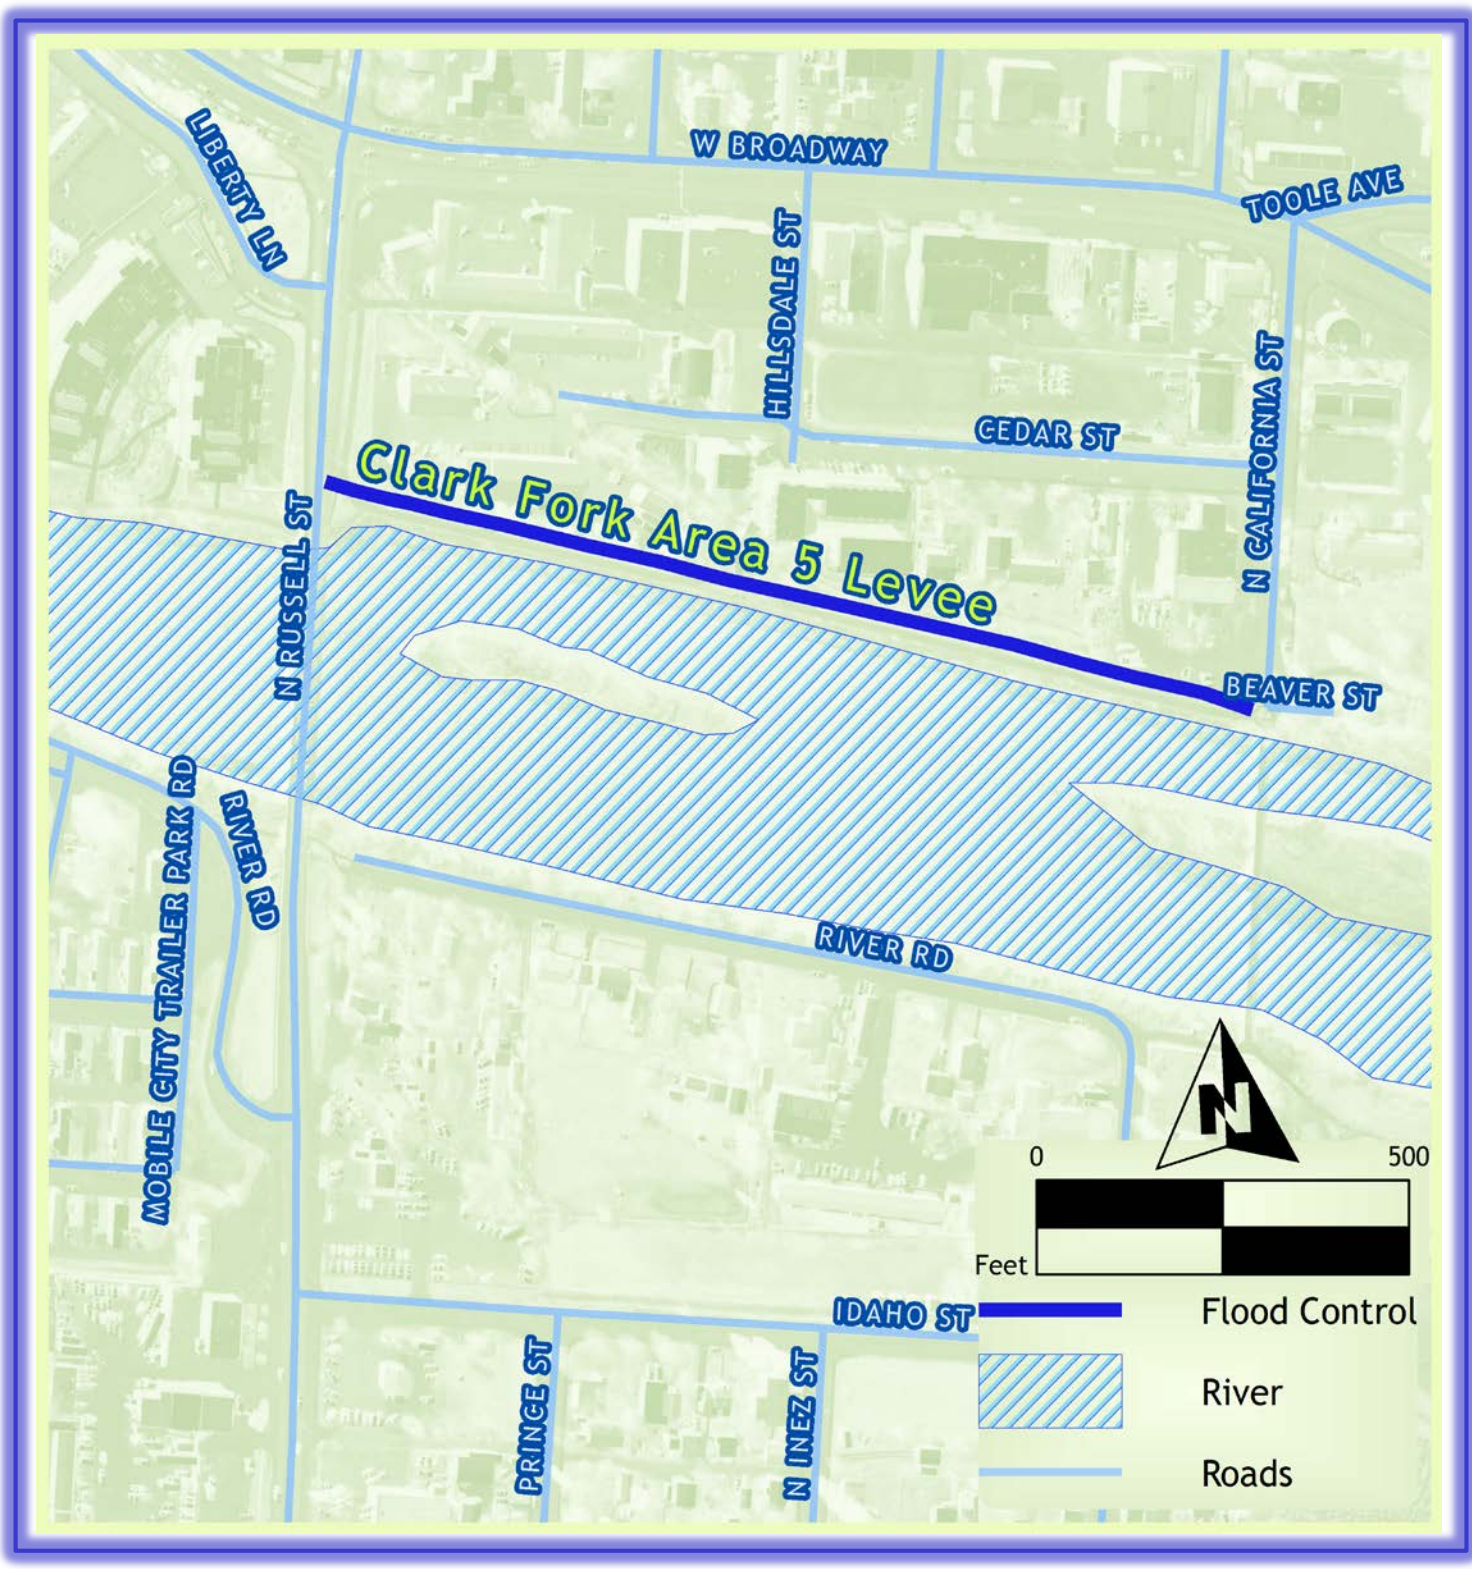 LIBERTY LN
W BROADWAY
TOOLE AVE
HILLSDALE ST
N CALIFORNIA ST
CEDAR ST
Clark Fork Area 5 Levee
N RUSSELL ST
BEAVER ST
MOBILE CITY TRAILER PARK RD
RIVER RD
RIVER RD
N
0 500
Feet
IDAHO ST
Flood Control
PRINCE ST
N INEZ ST
River
Roads